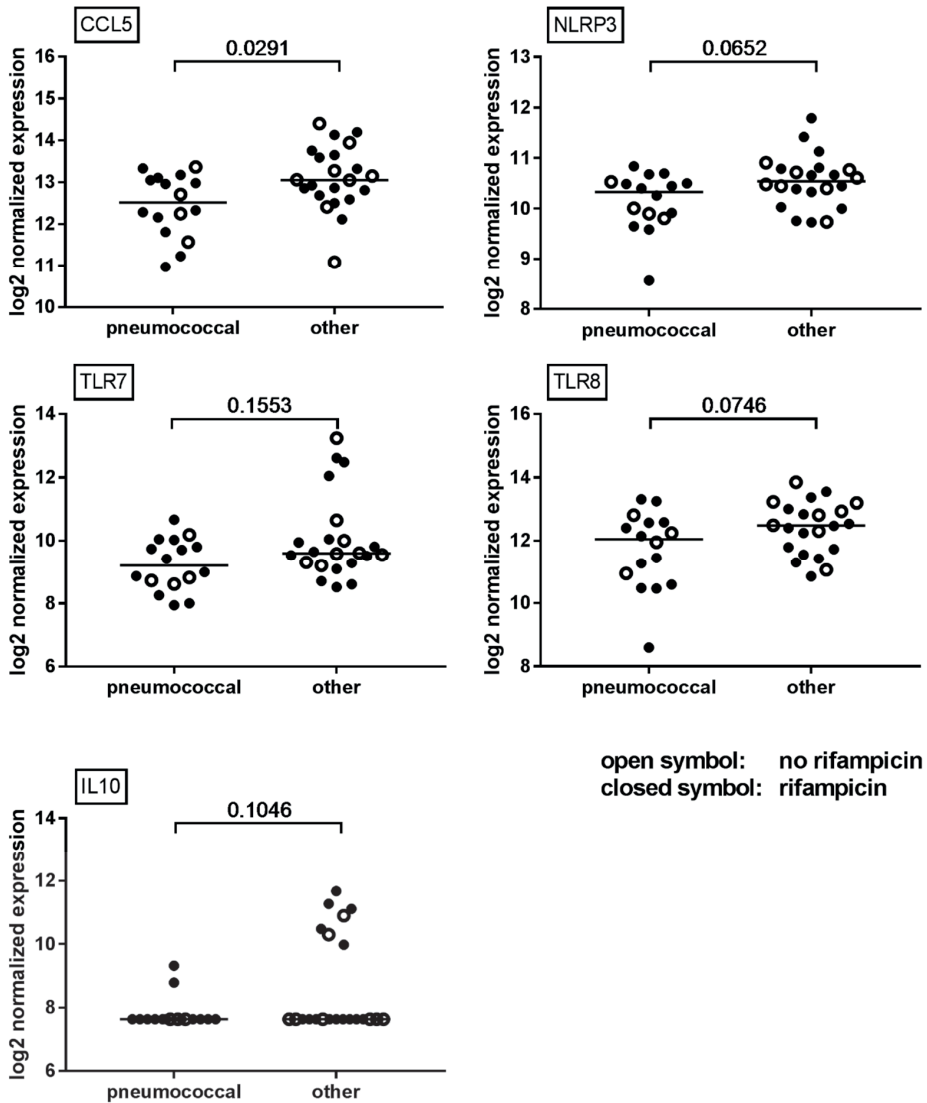 CCL5
0.0291
log2 normalized expression
16
15
14
13
12
11
10
pneumococcal other
NLRP3
0.0652
log2 normalized expression
13
12
11
10
9
8
pneumococcal other
TLR7
0.1553
log2 normalized expression
14
12
10
8
6
pneumococcal other
TLR8
0.0746
log2 normalized expression
16
14
12
10
8
pneumococcal other
IL10
0.1046
log2 normalized expression
14
12
10
8
6
pneumococcal other
open symbol: no rifampicin
closed symbol: rifampicin